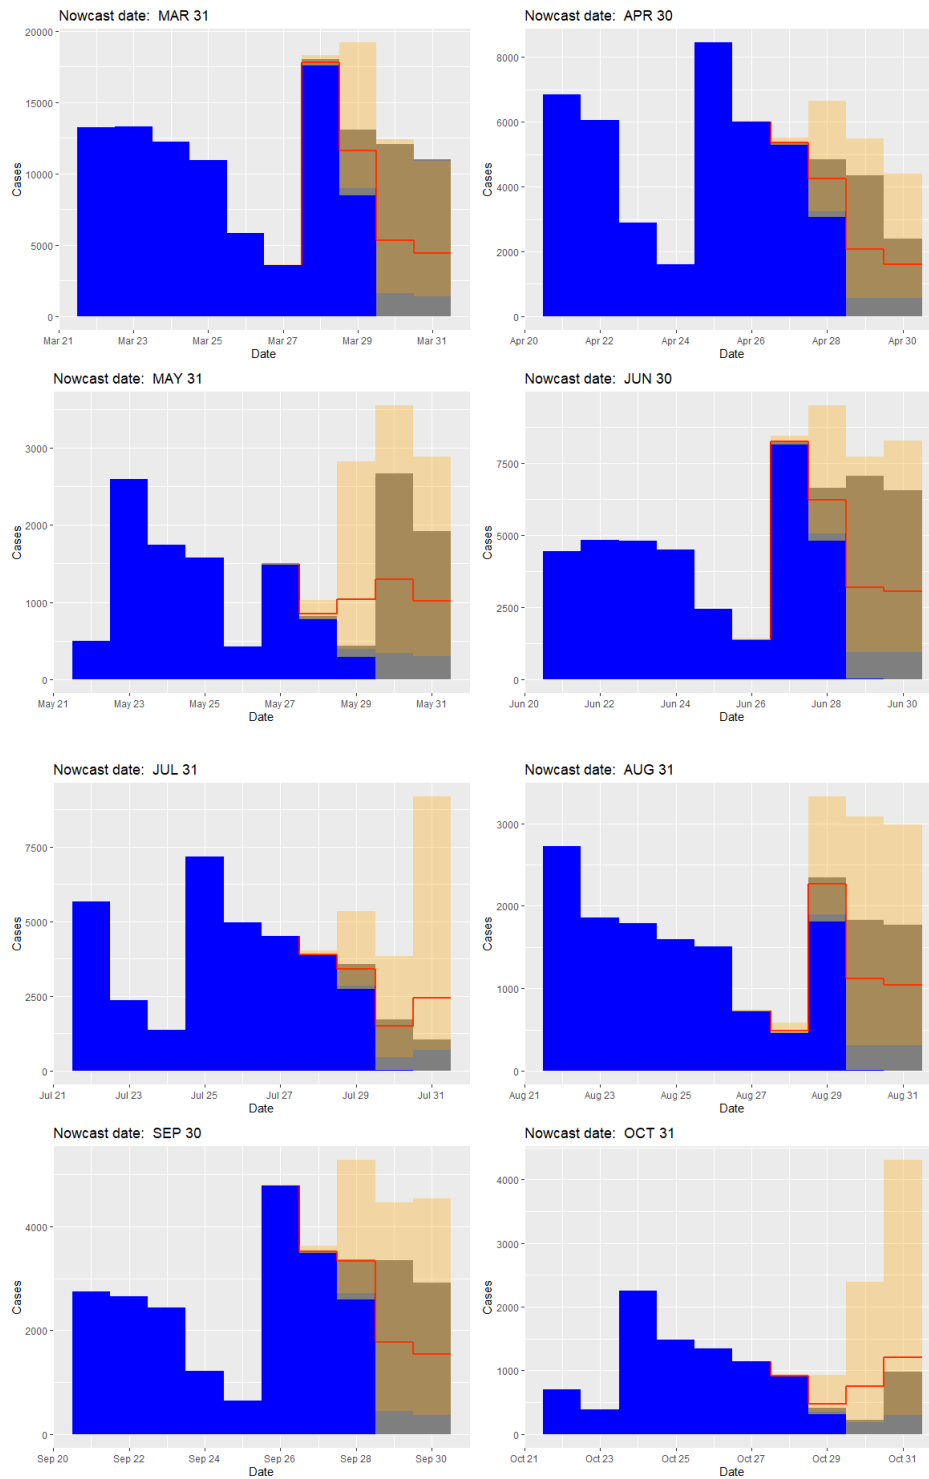 Nowcast date: MAR 31
20000
15000
10000
5000
0
Cases
Mar 21 Mar 23 Mar 25 Mar 27 Mar 29 Mar 31
Date
Nowcast date: APR 30
8000
6000
4000
2000
0
Cases
Apr 20 Apr 22 Apr 24 Apr 26 Apr 28 Apr 30
Date
Nowcast date: MAY 31
3000
2000
1000
0
Cases
May 21 May 23 May 25 May 27 May 29 May 31
Date
Nowcast date: JUN 30
7500
5000
2500
0
Cases
Jun 20 Jun 22 Jun 24 Jun 26 Jun 28 Jun 30
Date
Nowcast date: JUL 31
7500
5000
2500
0
Cases
Jul 21 Jul 23 Jul 25 Jul 27 Jul 29 Jul 31
Date
Nowcast date: AUG 31
3000
2000
1000
0
Cases
Aug 21 Aug 23 Aug 25 Aug 27 Aug 29 Aug 31
Date
Nowcast date: SEP 30
4000
2000
0
Cases
Sep 20 Sep 22 Sep 24 Sep 26 Sep 28 Sep 30
Date
Nowcast date: OCT 31
4000
3000
2000
1000
0
Cases
Oct 21 Oct 23 Oct 25 Oct 27 Oct 29 Oct 31
Date